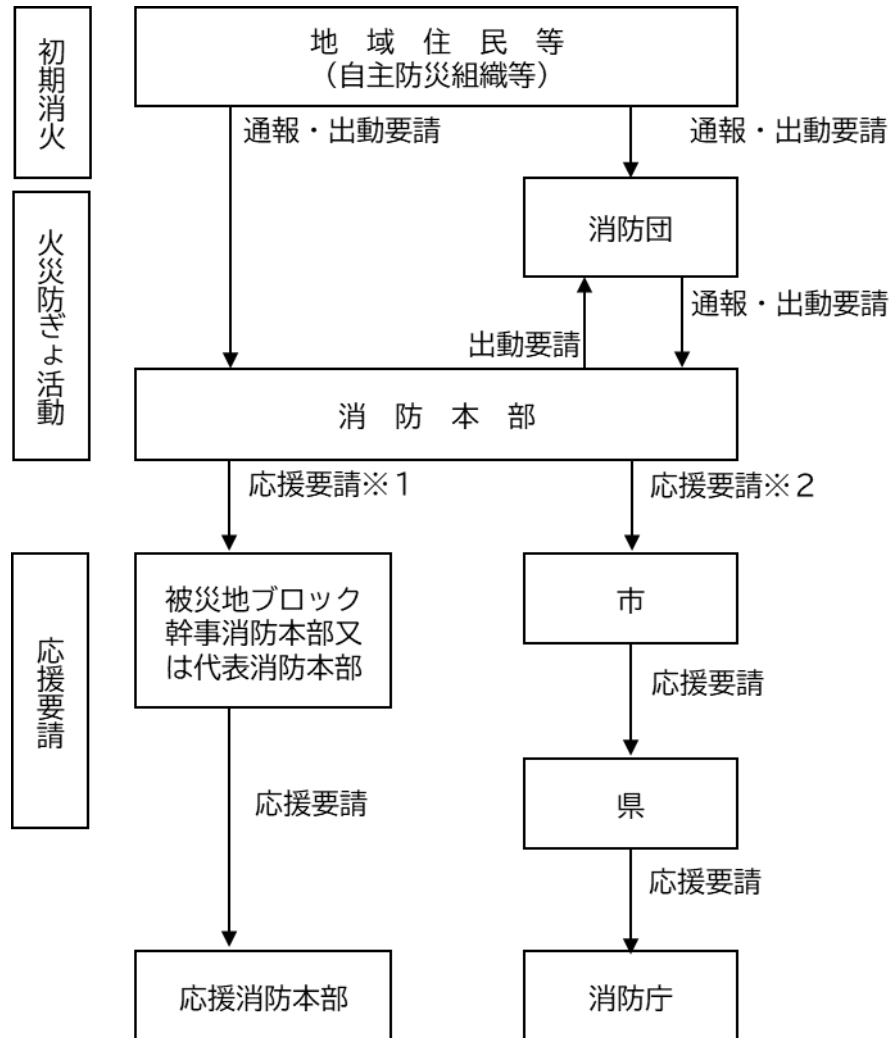 初期消火
地　域　住　民　等
（自主防災組織等）
通報・出動要請
通報・出動要請
火災防ぎょ活動
消防団
通報・出動要請
出動要請
消　防　本　部
応援要請※１
応援要請※２
応援要請
被災地ブロック
幹事消防本部又
は代表消防本部
市
応援要請
応援要請
県
応援要請
応援消防本部
消防庁